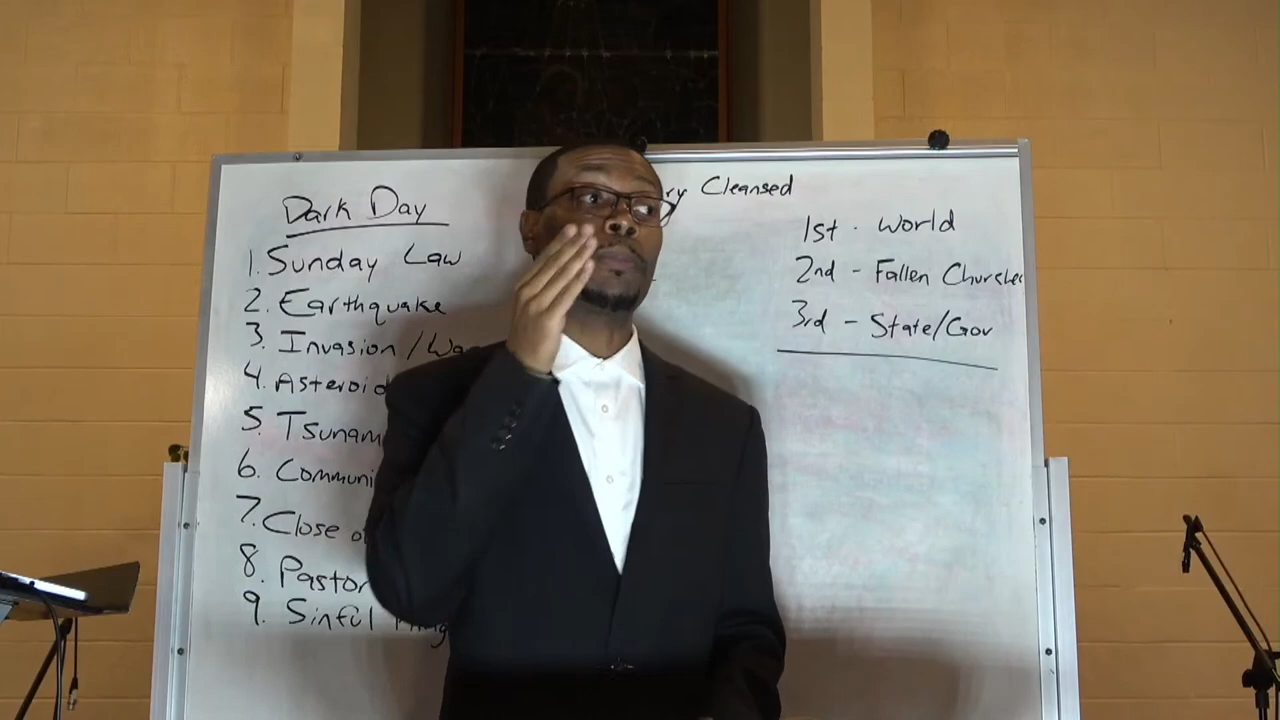 Dark Day
1. Sunday Law
2. Earthquake
3. Invasion /
4. Asteroid
5. Tsunam
6. Communi
7. Close
8. Pastor
9. Sinful
ry Cleansed
1st. World
2nd - Fallen Churches
3rd - State/Gov